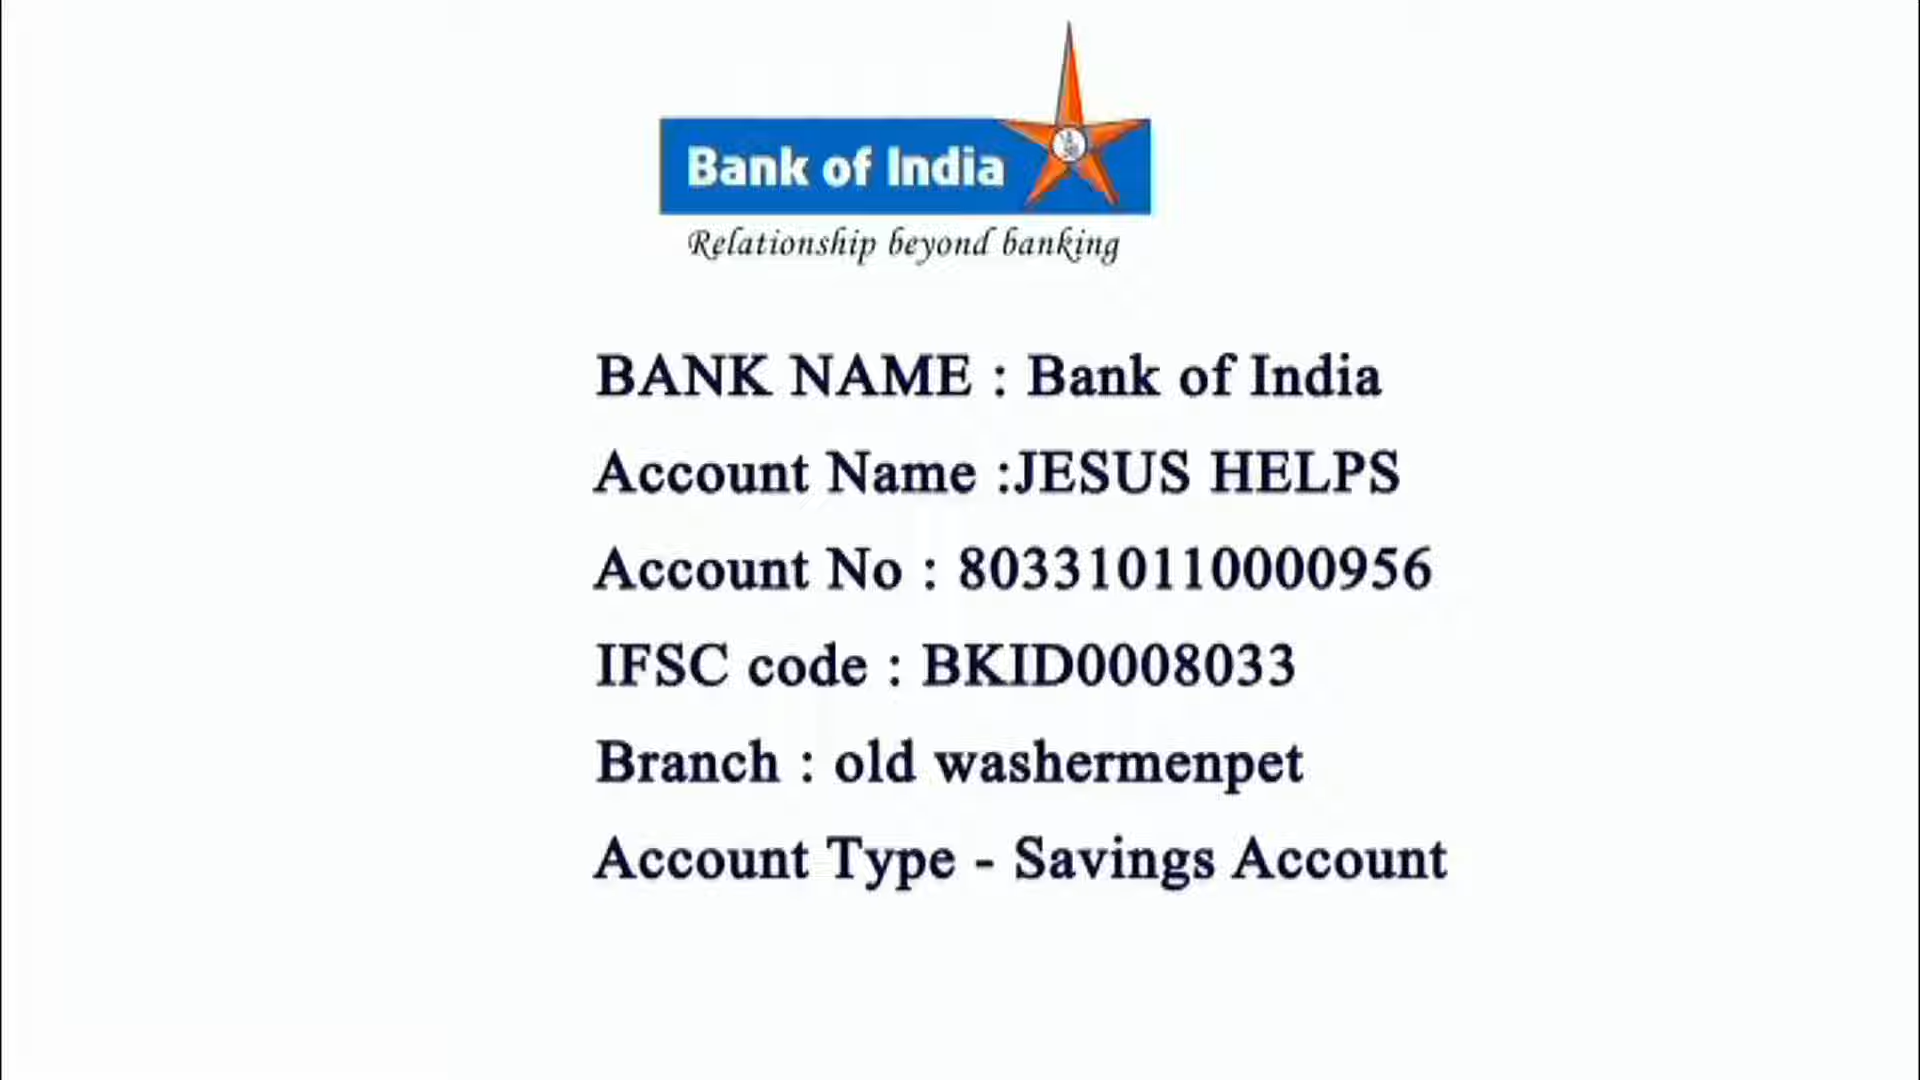 Bank of India
Relationship beyond banking
BANK NAME : Bank of India
Account Name :JESUS HELPS
Account No : 803310110000956
IFSC code : BKID0008033
Branch : old washermenpet
Account Type - Savings Account